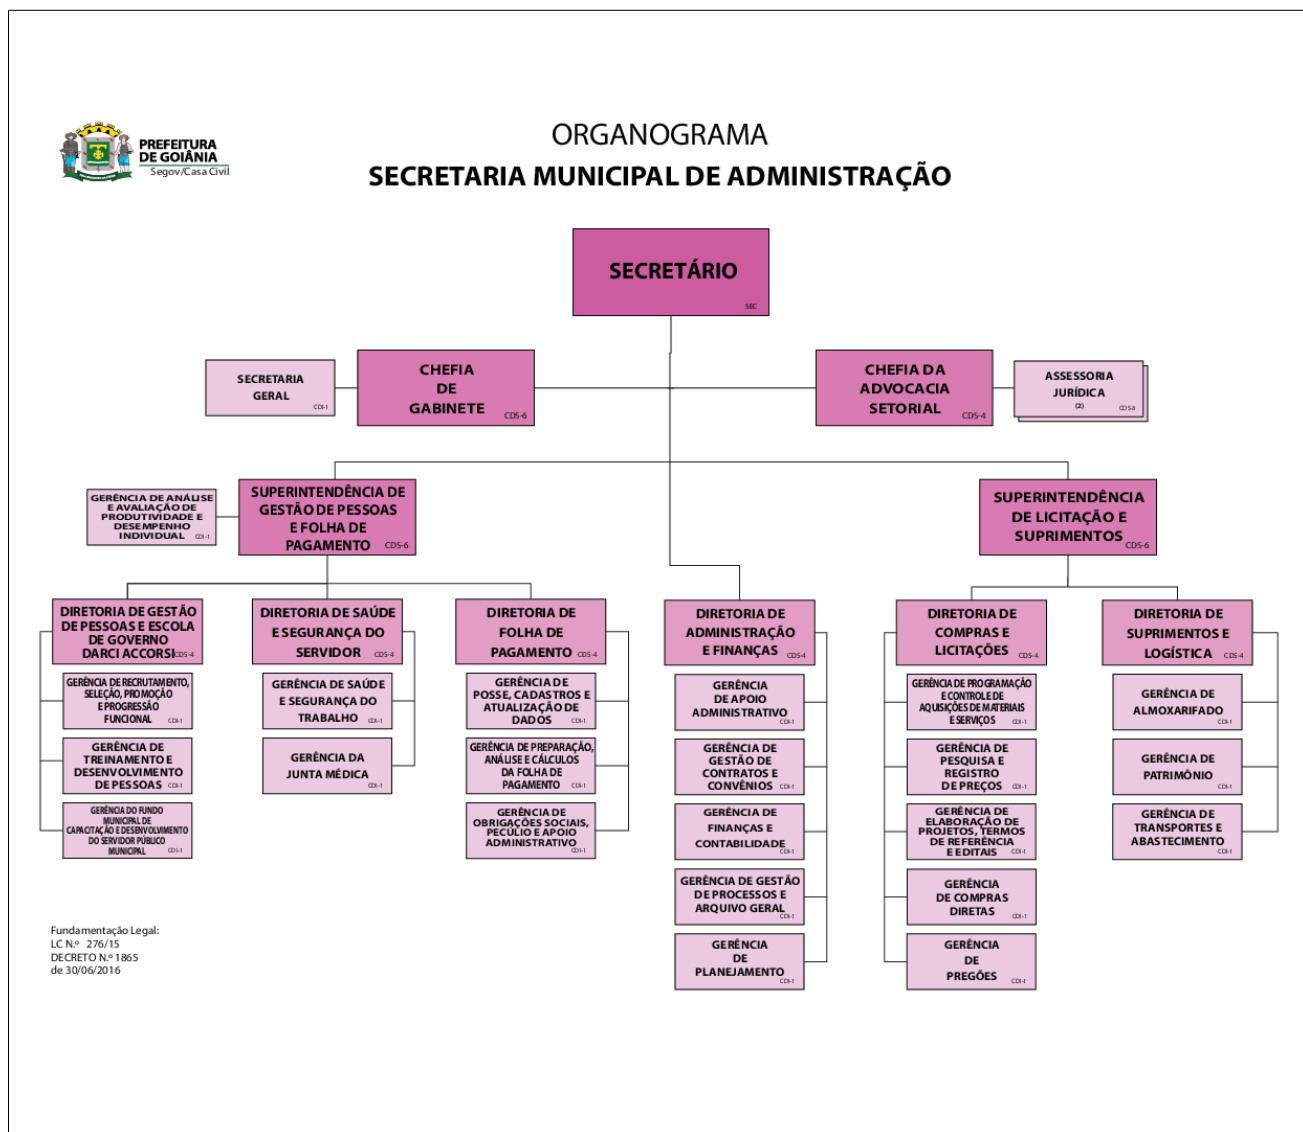 PREFEITURA
DE GOIÂNIA
Segov/Casa Civil
ORGANOGRAMA
SECRETARIA MUNICIPAL DE ADMINISTRAÇÃO
SECRETÁRIO
SEC
SECRETARIA
GERAL
CDI-1
CHEFIA
DE
GABINETE
CDS-6
CHEFIA DA
ADVOCACIA
SETORIAL
CDS-4
ASSESSORIA
JURÍDICA
(2)
GERÊNCIA DE ANÁLISE
E AVALIAÇÃO DE
PRODUTIVIDADE E
DESEMPENHO
INDIVIDUAL
CDI-1
SUPERINTENDÊNCIA DE
GESTÃO DE PESSOAS
E FOLHA DE
PAGAMENTO
CDS-6
SUPERINTENDÊNCIA
DE LICITAÇÃO E
SUPRIMENTOS
CDS-6
DIRETORIA DE GESTÃO
DE PESSOAS E ESCOLA
DE GOVERNO
DARCI ACCORSI
CDS-4
GERÊNCIA DE RECRUTAMENTO,
SELEÇÃO, PROMOÇÃO
E PROGRESSÃO
FUNCIONAL
CDI-1
GERÊNCIA DE
TREINAMENTO E
DESENVOLVIMENTO
DE PESSOAS
CDI-1
GERÊNCIA DO FUNDO
MUNICIPAL DE
CAPACITAÇÃO E DESENVOLVIMENTO
DO SERVIDOR PÚBLICO
MUNICIPAL
CDI-1
DIRETORIA DE SAÚDE
E SEGURANÇA DO
SERVIDOR
CDS-4
GERÊNCIA DE SAÚDE
E SEGURANÇA DO
TRABALHO
CDI-1
GERÊNCIA DA
JUNTA MÉDICA
CDI-1
DIRETORIA DE
FOLHA DE
PAGAMENTO
CDS-4
GERÊNCIA DE
POSSE, CADASTROS E
ATUALIZAÇÃO DE
DADOS
CDI-1
GERÊNCIA DE PREPARAÇÃO,
ANÁLISE E CÁLCULOS
DA FOLHA DE
PAGAMENTO
CDI-1
GERÊNCIA DE
OBRIGAÇÕES SOCIAIS,
PECÚLIO E APOIO
ADMINISTRATIVO
CDI-1
DIRETORIA DE
ADMINISTRAÇÃO
E FINANÇAS
CDS-4
GERÊNCIA
DE APOIO
ADMINISTRATIVO
CDI-1
GERÊNCIA DE
GESTÃO DE
CONTRATOS E
CONVÊNIOS
CDI-1
GERÊNCIA DE
FINANÇAS E
CONTABILIDADE
CDI-1
GERÊNCIA DE GESTÃO
DE PROCESSOS E
ARQUIVO GERAL
CDI-1
GERÊNCIA
DE
PLANEJAMENTO
CDI-1
DIRETORIA DE
COMPRAS E
LICITAÇÕES
CDS-4
GERÊNCIA DE PROGRAMAÇÃO
E CONTROLE DE
AQUISIÇÕES DE MATERIAIS
E SERVIÇOS
CDI-1
GERÊNCIA DE
PESQUISA E
REGISTRO
DE PREÇOS
CDI-1
GERÊNCIA DE
ELABORAÇÃO DE
PROJETOS, TERMOS
DE REFERÊNCIA
E EDITAIS
CDI-1
GERÊNCIA
DE COMPRAS
DIRETAS
CDI-1
GERÊNCIA
DE
PREGÕES
CDI-1
DIRETORIA DE
SUPRIMENTOS E
LOGÍSTICA
CDS-4
GERÊNCIA DE
ALMOXARIFADO
CDI-1
GERÊNCIA DE
PATRIMÔNIO
CDI-1
GERÊNCIA DE
TRANSPORTES E
ABASTECIMENTO
CDI-1
Fundamentação Legal:
LC N.º 276/15
DECRETO N.º 1865
de 30/06/2016